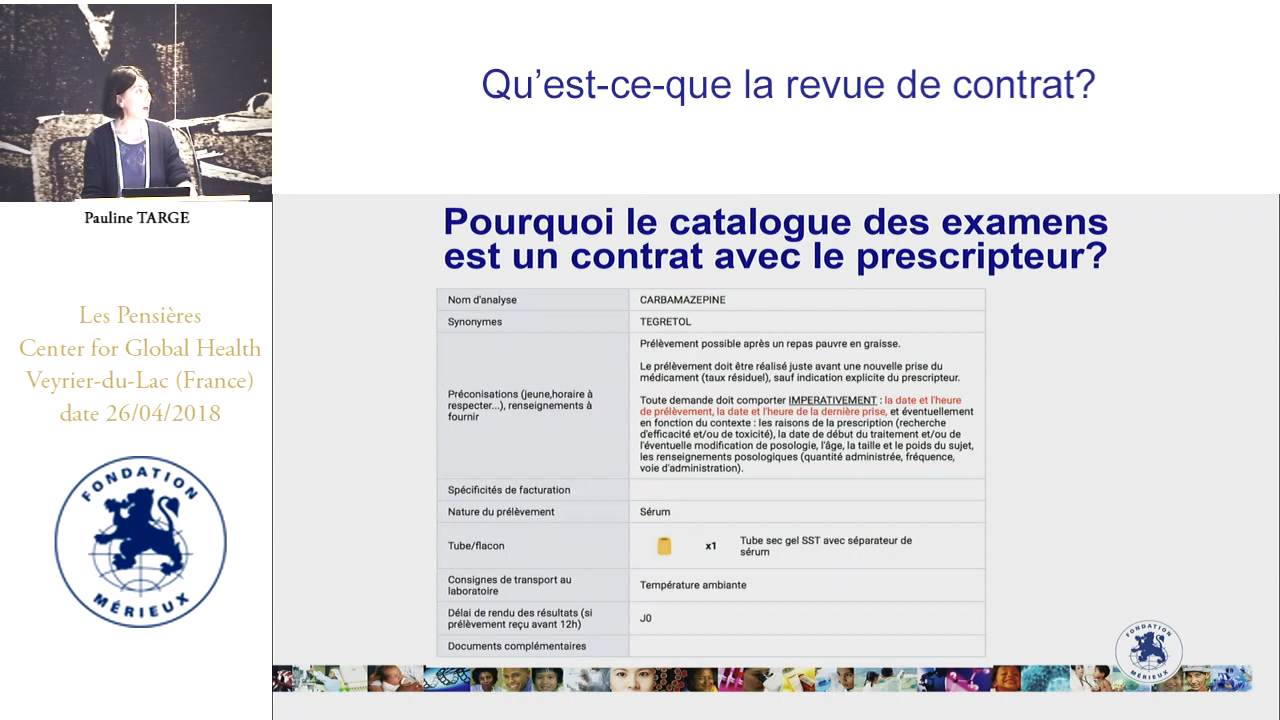 Qu'est-ce-que la revue de contrat?
Pauline TARGE
Les Pensières
Center for Global Health
Veyrier-du-Lac (France)
date 26/04/2018
FONDATION
MÉRIEUX
Pourquoi le catalogue des examens
est un contrat avec le prescripteur?
Nom d'analyse
CARBAMAZEPINE
Synonymes
TEGRETOL
Préconisations (jeune,horaire à
respecter...), renseignements à
fournir
Prélèvement possible après un repas pauvre en graisse.
Le prélèvement doit être réalisé juste avant une nouvelle prise du
médicament (taux résiduel), sauf indication explicite du prescripteur.
Toute demande doit comporter IMPERATIVEMENT : la date et l'heure
de prélèvement, la date et l'heure de la dernière prise, et éventuellement
en fonction du contexte : les raisons de la prescription (recherche
d'efficacité et/ou de toxicité), la date de début du traitement et/ou de
l'éventuelle modification de posologie, l'âge, la taille et le poids du sujet,
les renseignements posologiques (quantité administrée, fréquence,
voie d'administration).
Spécificités de facturation
Nature du prélèvement
Sérum
Tube/flacon
x1
Tube sec gel SST avec séparateur de
sérum
Consignes de transport au
laboratoire
Température ambiante
Délai de rendu des résultats (si
prélèvement reçu avant 12h)
J0
Documents complémentaires
FONDATION
MÉRIEUX